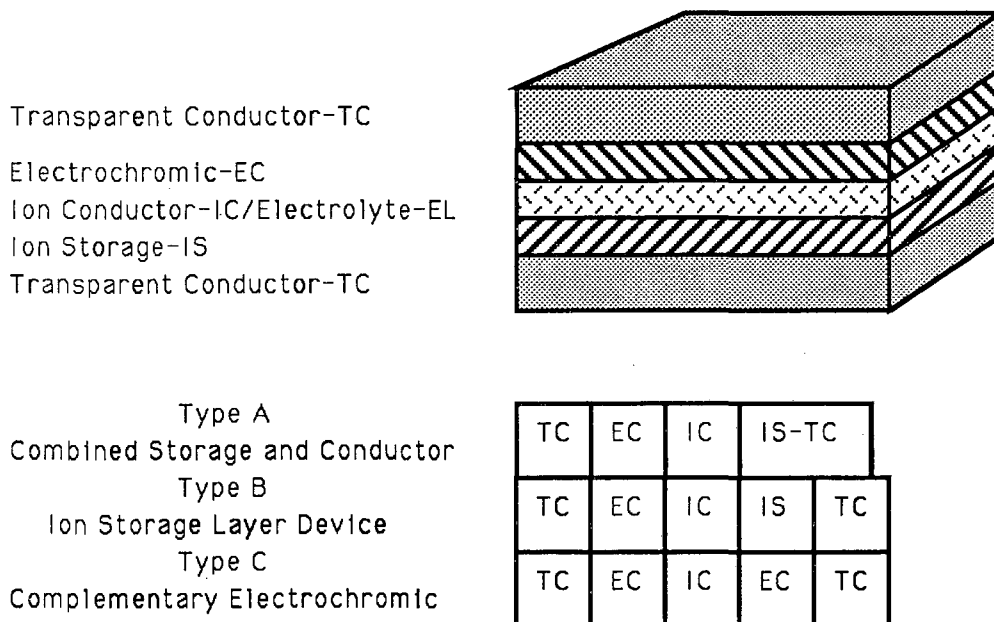 Transparent Conductor-TC
Electrochromic-EC
Ion Conductor-IC/Electrolyte-EL
Ion Storage-IS
Transparent Conductor-TC
Type A
Combined Storage and Conductor
TC EC IC IS-TC
Type B
Ion Storage Layer Device
TC EC IC IS TC
Type C
Complementary Electrochromic
TC EC IC EC TC